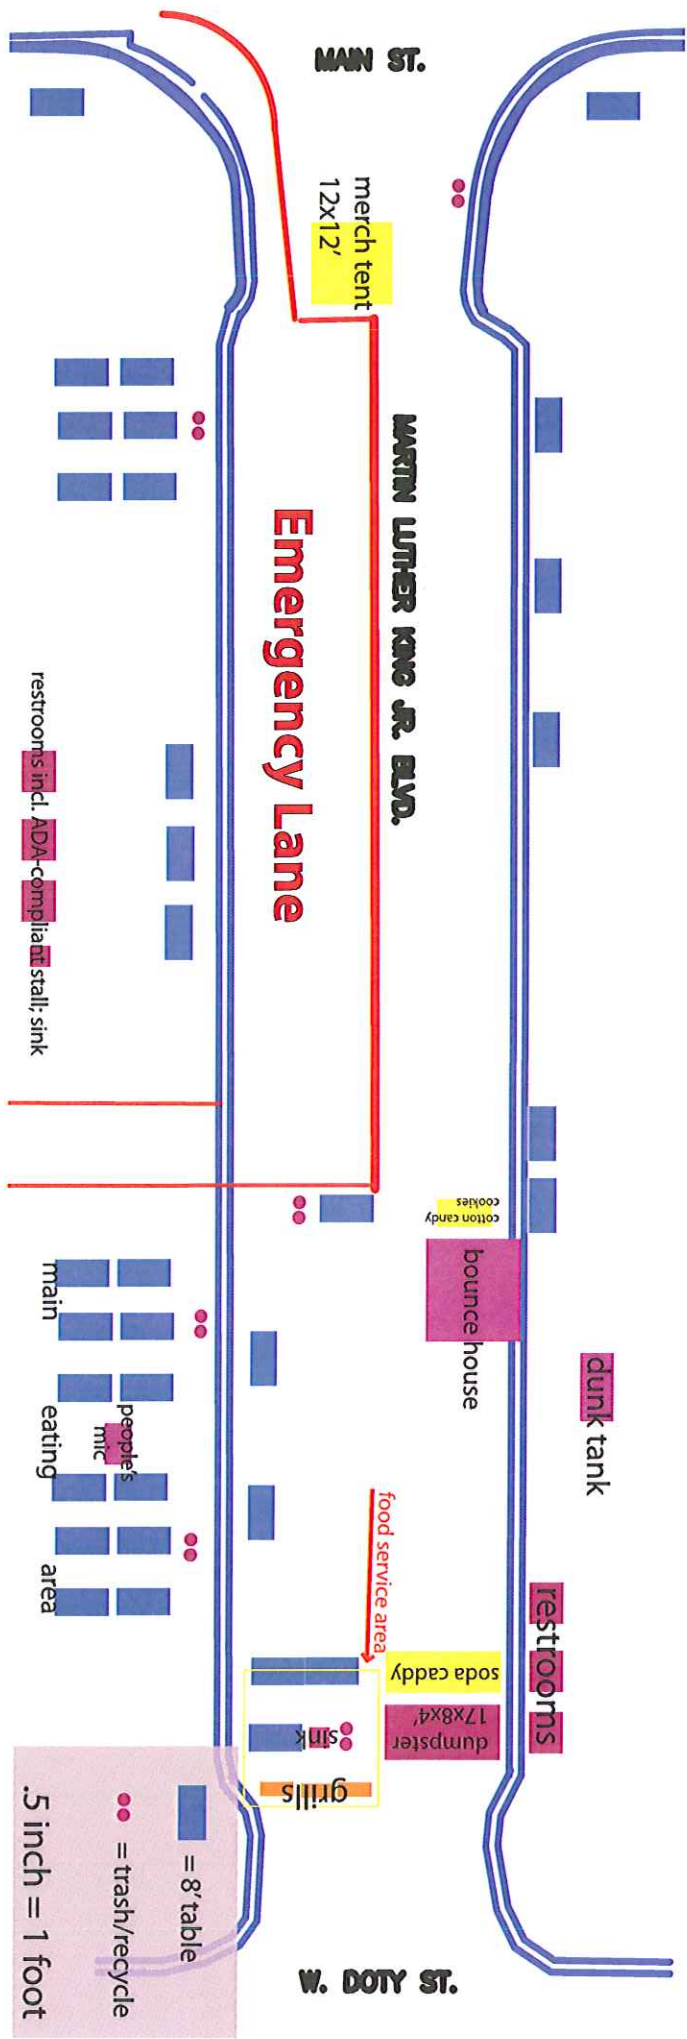 MAIN ST.
merch tent
12x12'
MARTIN LUTHER KING JR. BLVD.
Emergency Lane
restrooms incl. ADA-compliant stall; sink
cotton candy
cookies
bounce house
dunk tank
main eating area
people's
mic
food service area
restrooms
soda caddy
dumpster
17x8x4'
sink
grills
W. DOTY ST.
= 8' table
= trash/recycle
.5 inch = 1 foot